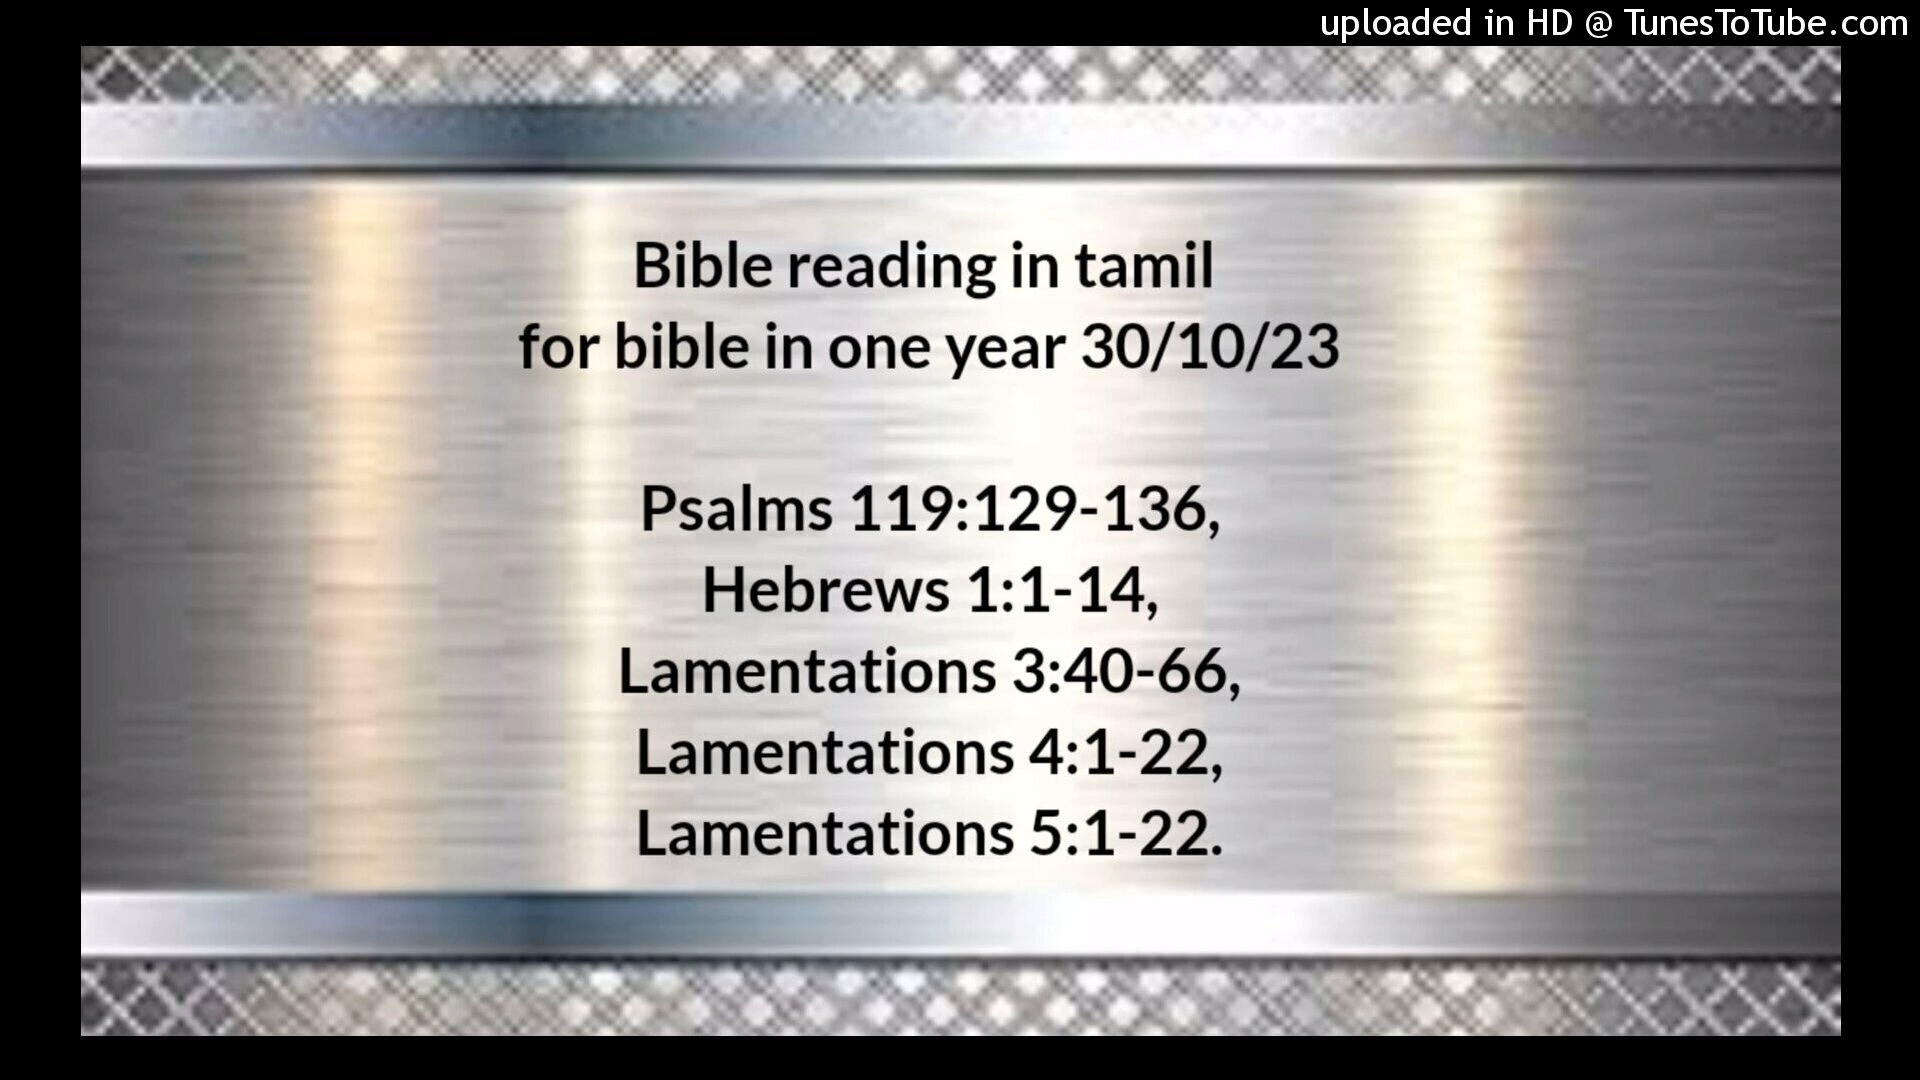 uploaded in HD @ TunesToTube.com
Bible reading in tamil
for bible in one year 30/10/23
Psalms 119:129-136,
Hebrews 1:1-14,
Lamentations 3:40-66,
Lamentations 4:1-22,
Lamentations 5:1-22.